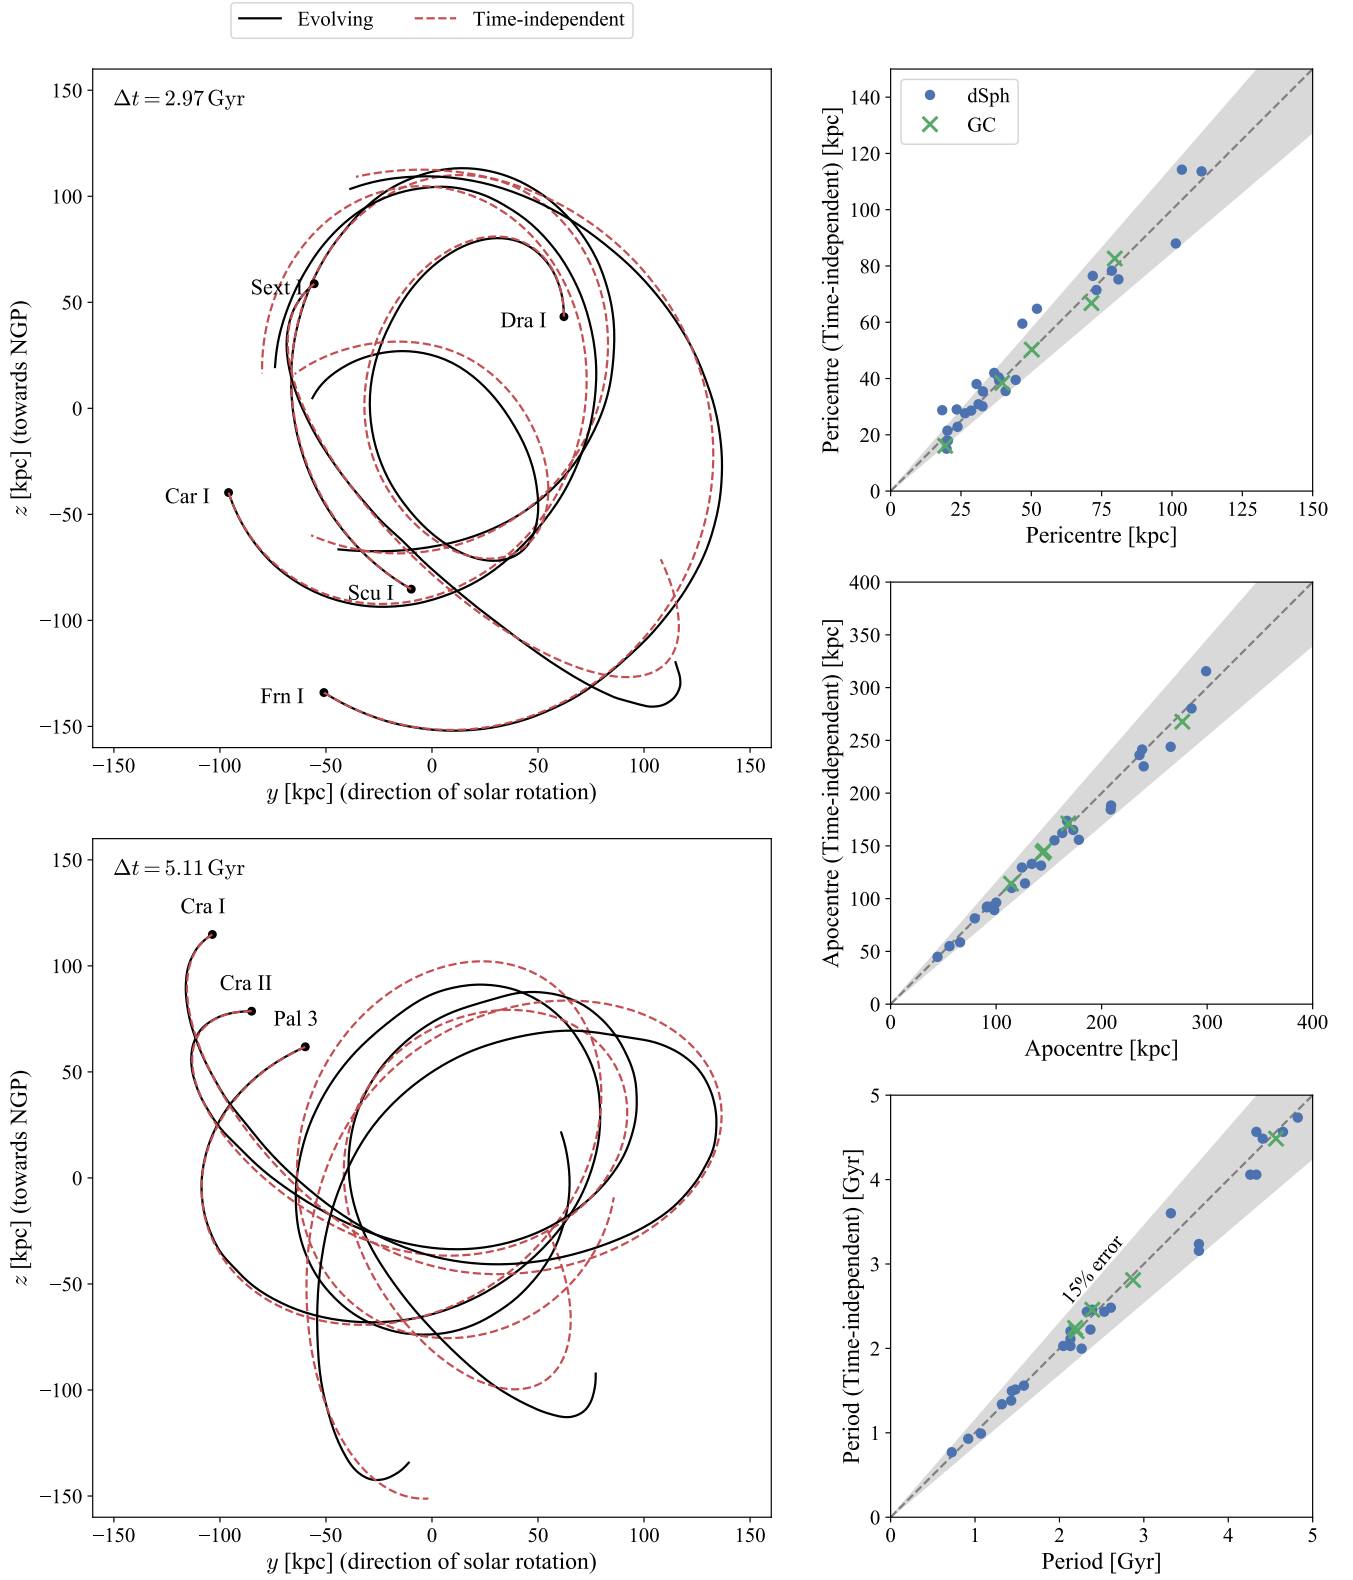 Evolving
Time-independent
Δt = 2.97 Gyr
150
100
50
0
−50
−100
−150
z [kpc] (towards NGP)
Sext I
Dra I
Car I
Scu I
Frn I
−150
−100
−50
0
50
100
150
y [kpc] (direction of solar rotation)
Δt = 5.11 Gyr
150
100
50
0
−50
−100
−150
z [kpc] (towards NGP)
Cra I
Cra II
Pal 3
−150
−100
−50
0
50
100
150
y [kpc] (direction of solar rotation)
dSph
GC
140
120
100
80
60
40
20
0
Pericentre (Time-independent) [kpc]
0
25
50
75
100
125
150
Pericentre [kpc]
400
350
300
250
200
150
100
50
0
Apocentre (Time-independent) [kpc]
0
100
200
300
400
Apocentre [kpc]
5
4
3
2
1
0
Period (Time-independent) [Gyr]
15% error
0
1
2
3
4
5
Period [Gyr]